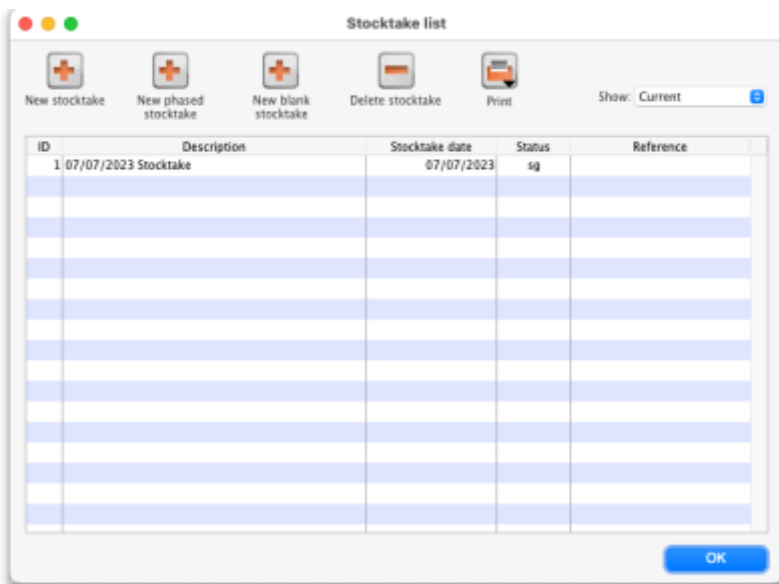 Stocktake list
New stocktake
New phased
stocktake
New blank
stocktake
Delete stocktake
Print
Show: Current
ID Description Stocktake date Status Reference
1 07/07/2023 Stocktake 07/07/2023 sg
OK